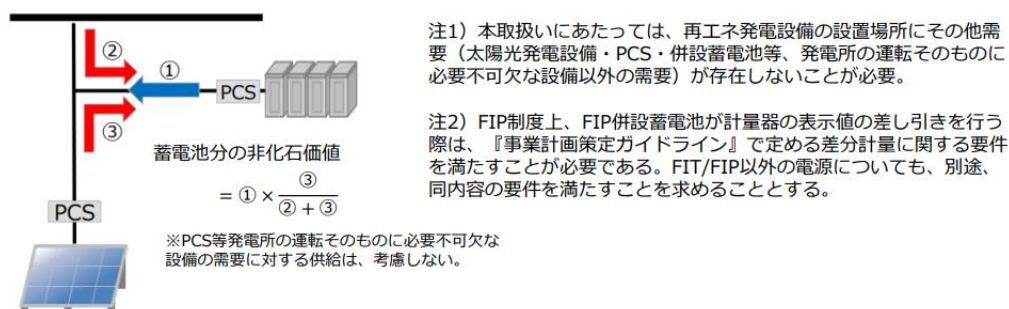 ②
①
PCS
③
蓄電池分の非化石価値
= ① × ③ / ② + ③
PCS
※PCS等発電所の運転そのものに必要不可欠な
設備の需要に対する供給は、考慮しない。
注1）本取扱いにあたっては、再エネ発電設備の設置場所にその他需
要（太陽光発電設備・PCS・併設蓄電池等、発電所の運転そのものに
必要不可欠な設備以外の需要）が存在しないことが必要。
注2）FIP制度上、FIP併設蓄電池が計量器の表示値の差し引きを行う
際は、『事業計画策定ガイドライン』で定める差分計量に関する要件
を満たすことが必要である。FIT/FIP以外の電源についても、別途、
同内容の要件を満たすことを求めることとする。